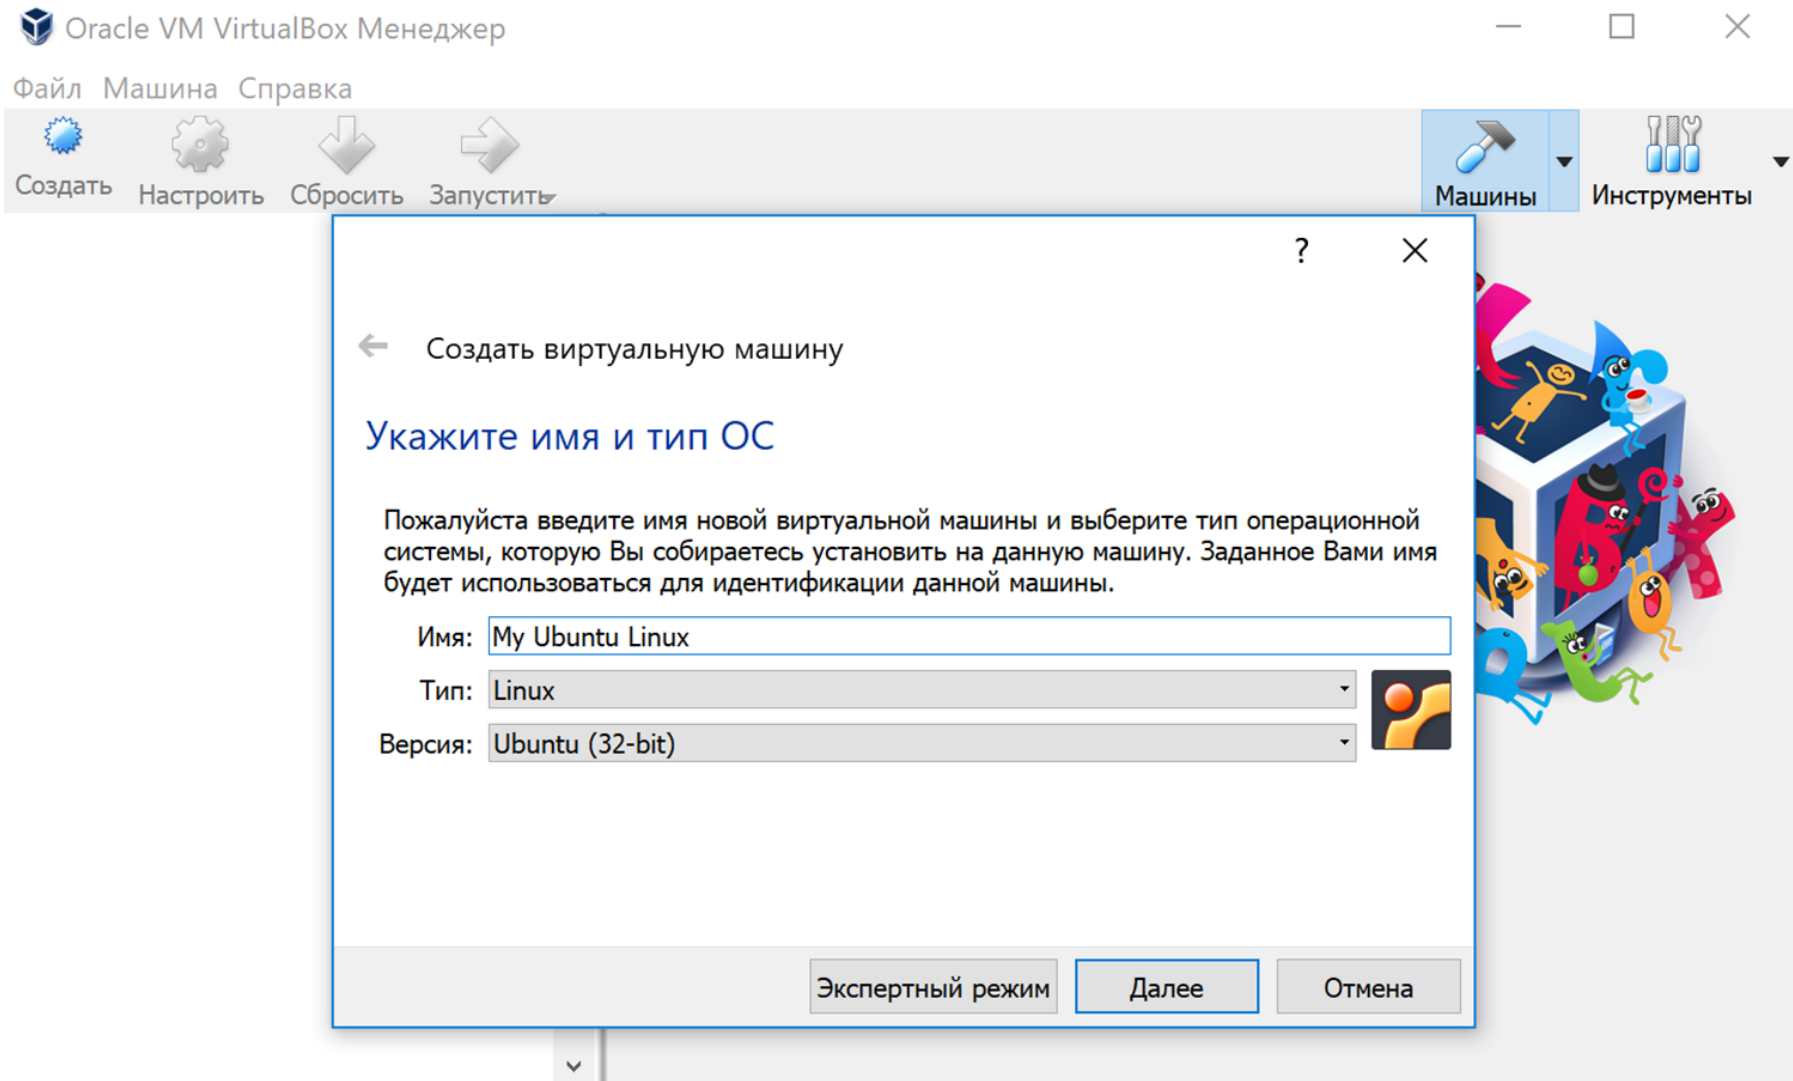 Oracle VM VirtualBox Менеджер
Файл Машина Справка
Создать Настроить Сбросить Запустить Машины Инструменты
?
Создать виртуальную машину
Укажите имя и тип ОС
Пожалуйста введите имя новой виртуальной машины и выберите тип операционной
системы, которую Вы собираетесь установить на данную машину. Заданное Вами имя
будет использоваться для идентификации данной машины.
Имя: My Ubuntu Linux
Тип: Linux
Версия: Ubuntu (32-bit)
Экспертный режим Далее Отмена